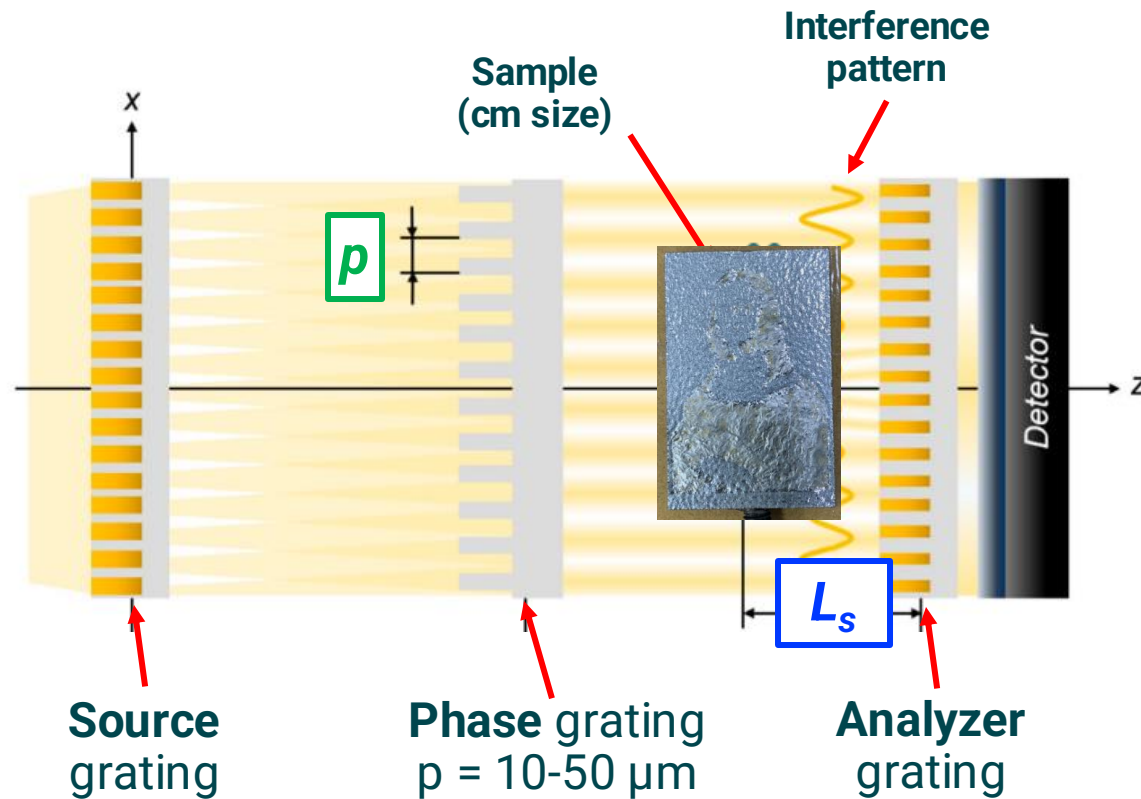 Interference
pattern
Sample
(cm size)
x
p
z
Detector
Ls
Source
grating
Phase grating
p = 10-50 μm
Analyzer
grating